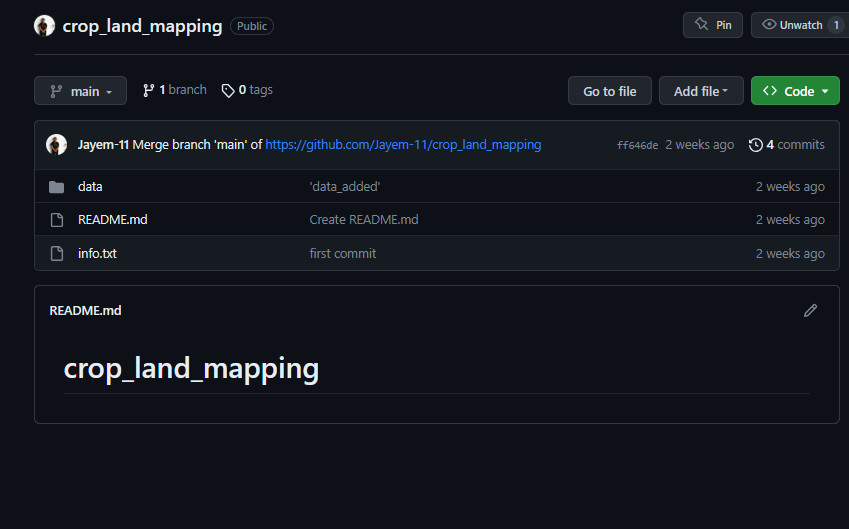 crop_land_mapping Public Pin Unwatch 1
main 1 branch 0 tags Go to file Add file Code
Jayem-11 Merge branch 'main' of https://github.com/Jayem-11/crop_land_mapping ff646de 2 weeks ago 4 commits
data 'data_added' 2 weeks ago
README.md Create README.md 2 weeks ago
info.txt first commit 2 weeks ago
README.md
crop_land_mapping